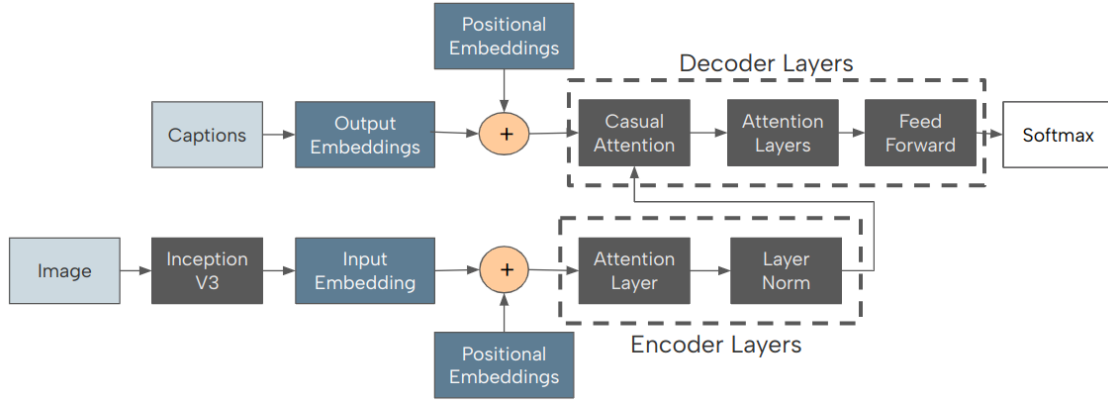 Positional
Embeddings
Decoder Layers
Captions
Output
Embeddings
+
Casual
Attention
Attention
Layers
Feed
Forward
Softmax
Image
Inception
V3
Input
Embedding
+
Attention
Layer
Layer
Norm
Positional
Embeddings
Encoder Layers